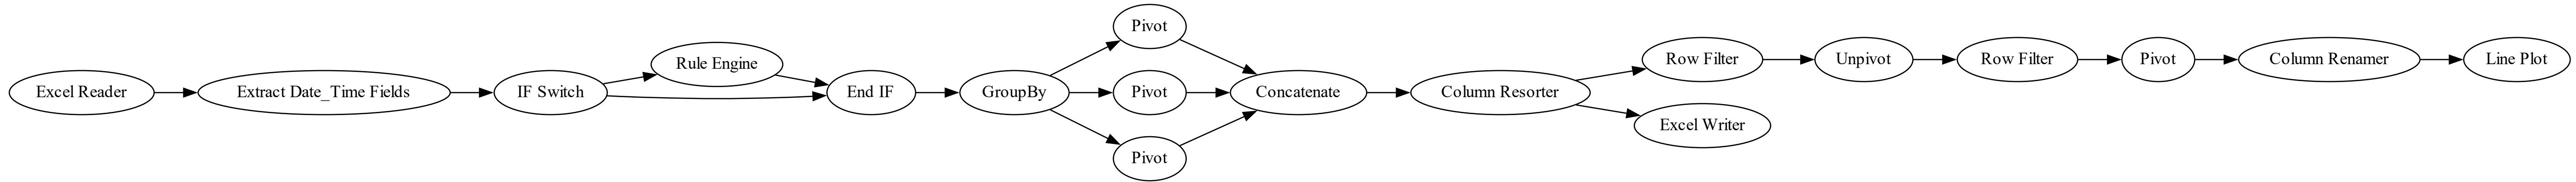 Excel Reader
Extract Date_Time Fields
IF Switch
Rule Engine
End IF
GroupBy
Pivot
Pivot
Pivot
Concatenate
Column Resorter
Row Filter
Excel Writer
Unpivot
Row Filter
Pivot
Column Renamer
Line Plot